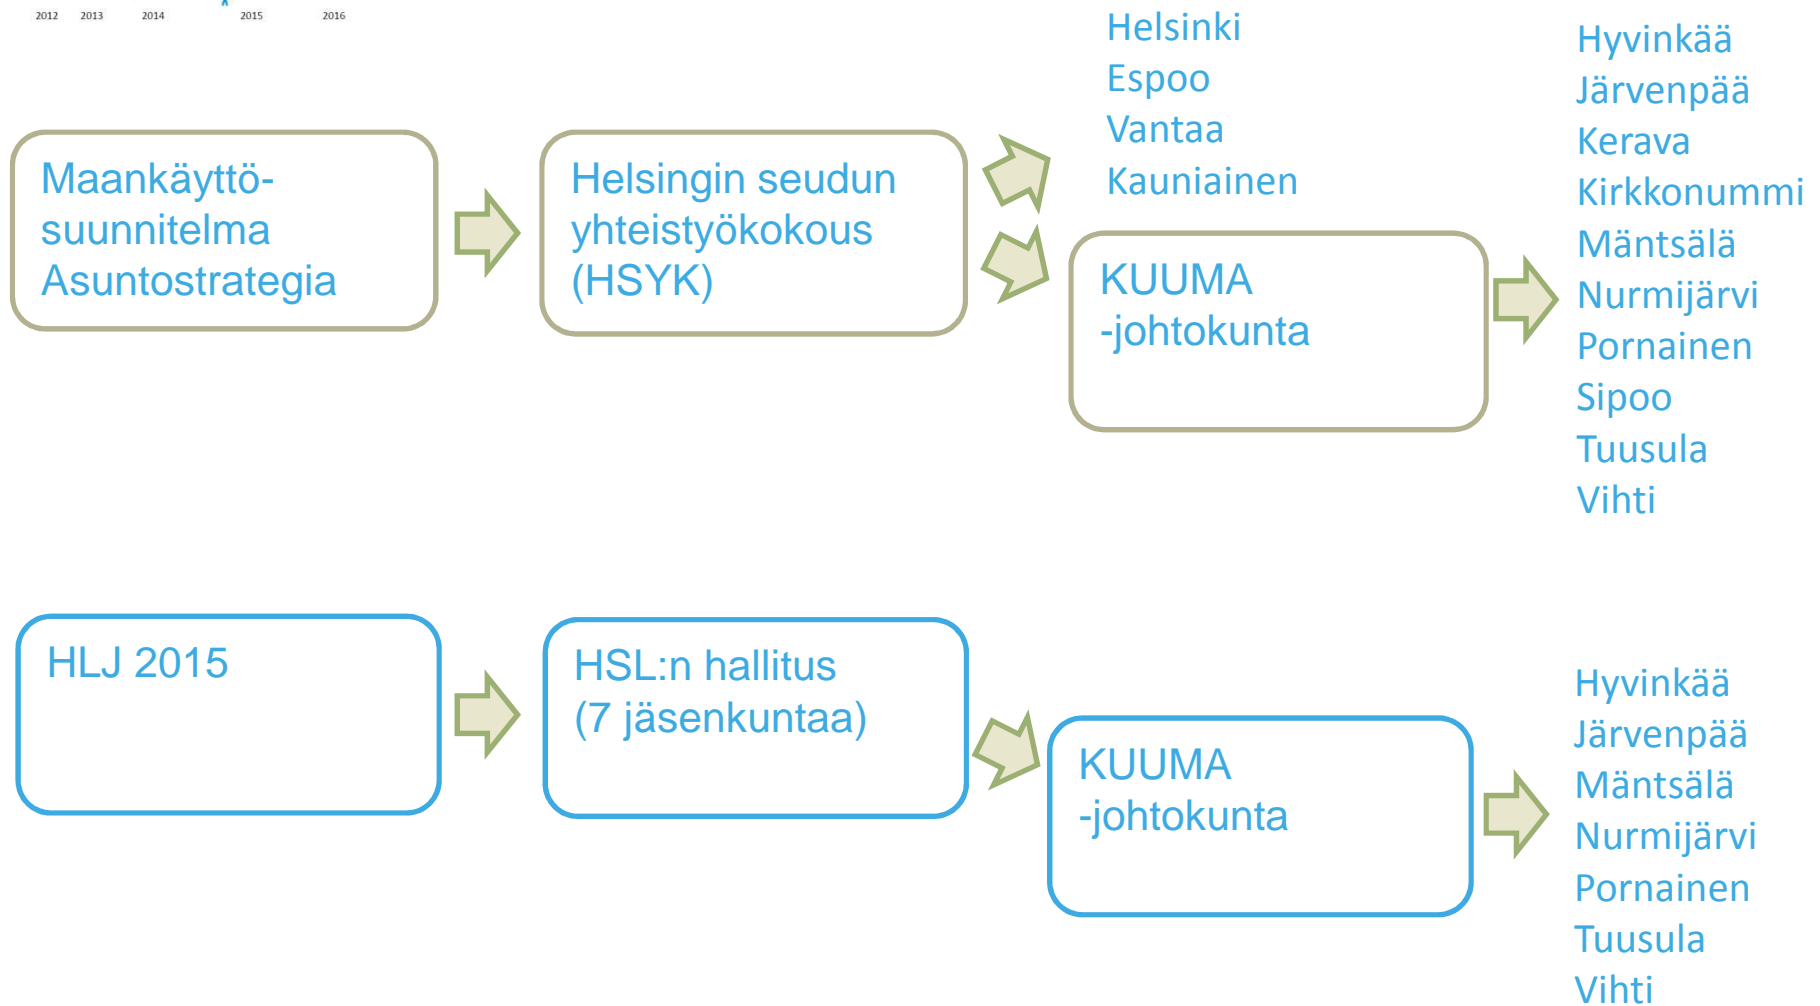 2012 2013 2014 2015 2016
Maankäyttö-
suunnitelma
Asuntostrategia
Helsingin seudun
yhteistyökokous
(HSYK)
Helsinki
Espoo
Vantaa
Kauniainen
KUUMA
-johtokunta
Hyvinkää
Järvenpää
Kerava
Kirkkonummi
Mäntsälä
Nurmijärvi
Pornainen
Sipoo
Tuusula
Vihti
HLJ 2015
HSL:n hallitus
(7 jäsenkuntaa)
KUUMA
-johtokunta
Hyvinkää
Järvenpää
Mäntsälä
Nurmijärvi
Pornainen
Tuusula
Vihti